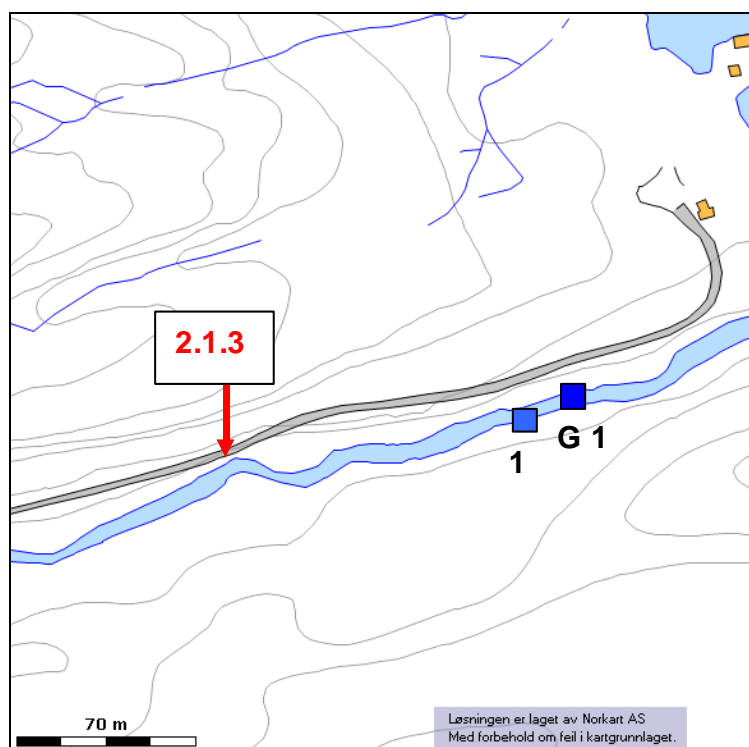 2.1.3
G 1
1
70 m
Løsningen er laget av Norkart AS
Med forbehold om feil i kartgrunnlaget.